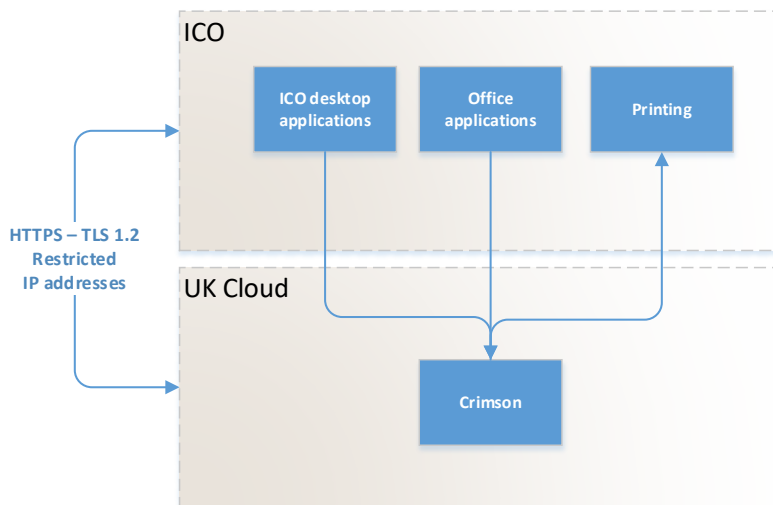 ICO
ICO desktop
applications
Office
applications
Printing
HTTPS – TLS 1.2
Restricted
IP addresses
UK Cloud
Crimson